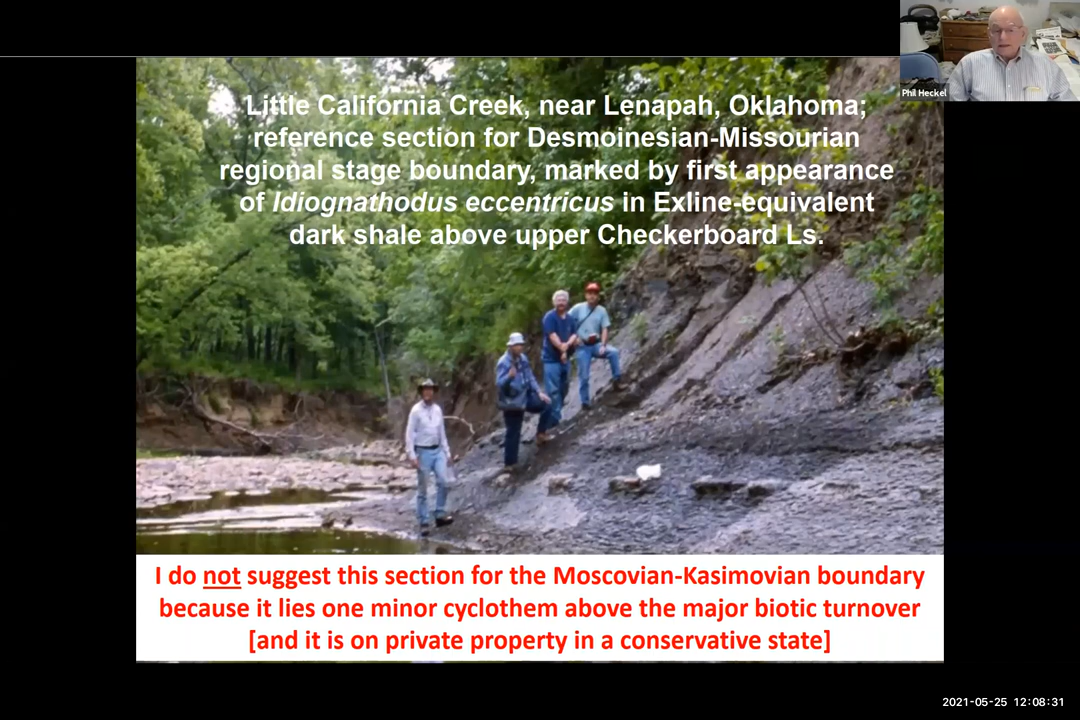 Phil Heckel
Little California Creek, near Lenapah, Oklahoma;
reference section for Desmoinesian-Missourian
regional stage boundary, marked by first appearance
of Idiognathodus eccentricus in Exline-equivalent
dark shale above upper Checkerboard Ls.
I do not suggest this section for the Moscovian-Kasimovian boundary
because it lies one minor cyclothem above the major biotic turnover
[and it is on private property in a conservative state]
2021-05-25 12:08:31